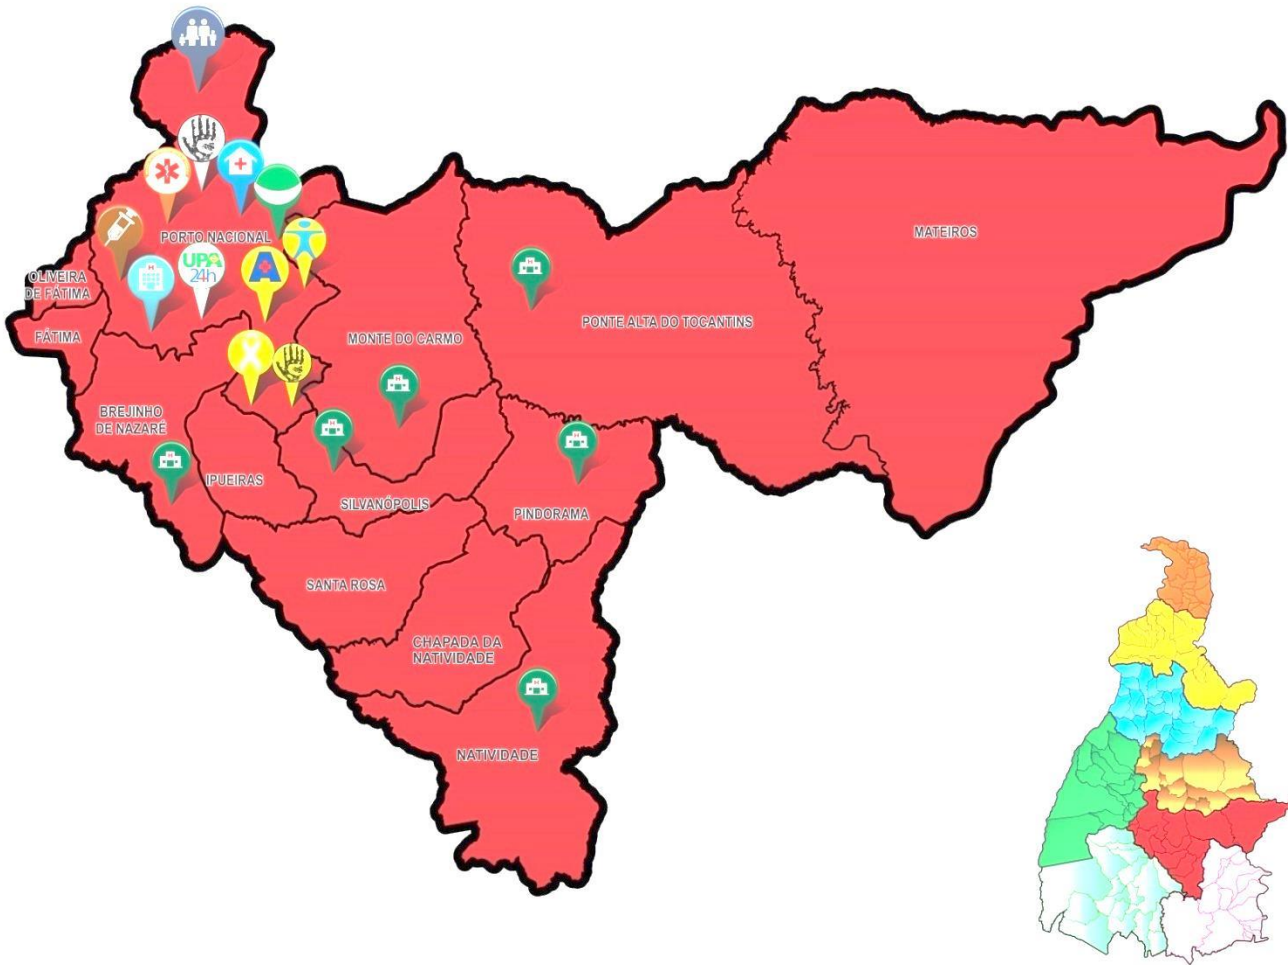 PORTO NACIONAL
MATEIROS
UPA
24h
A
OLIVEIRA
DE FÁTIMA
FÁTIMA
MONTE DO CARMO
PONTE ALTA DO TOCANTINS
BREJINHO
DE NAZARÉ
IPUEIRAS
SILVANÓPOLIS
PINDORAMA
SANTA ROSA
CHAPADA DA
NATIVIDADE
NATIVIDADE